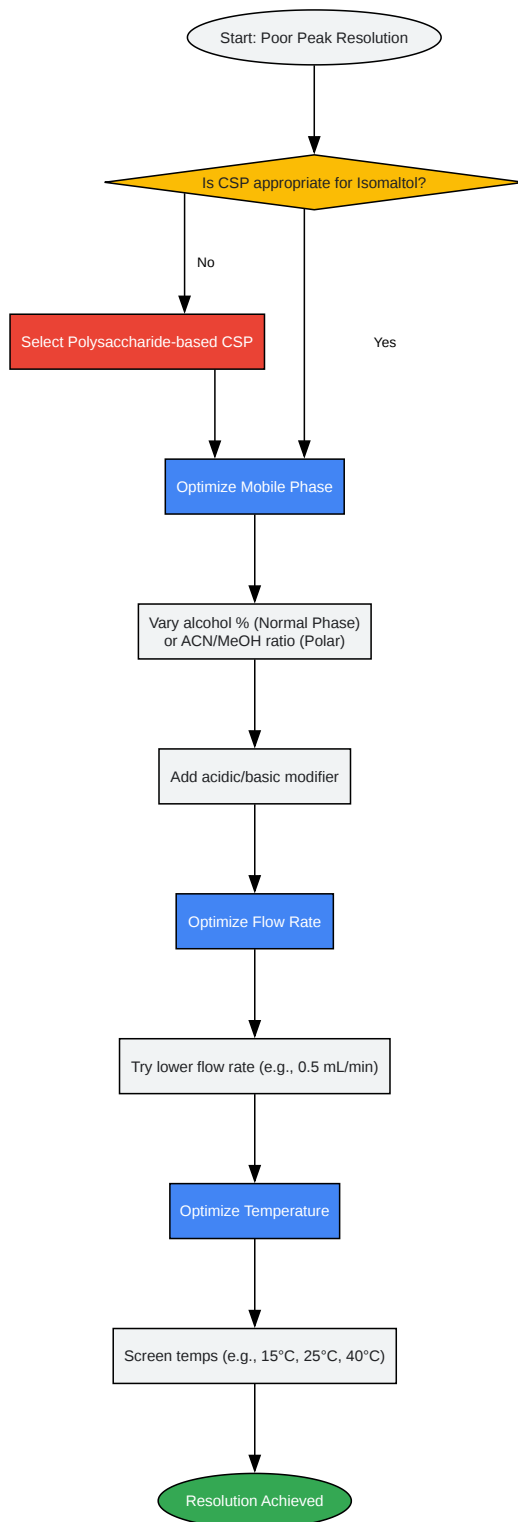 Start: Poor Peak Resolution
Is CSP appropriate for Isomaltol?
No
Select Polysaccharide-based CSP
Yes
Optimize Mobile Phase
Vary alcohol % (Normal Phase)
or ACN/MeOH ratio (Polar)
Add acidic/basic modifier
Optimize Flow Rate
Try lower flow rate (e.g., 0.5 mL/min)
Optimize Temperature
Screen temps (e.g., 15°C, 25°C, 40°C)
Resolution Achieved